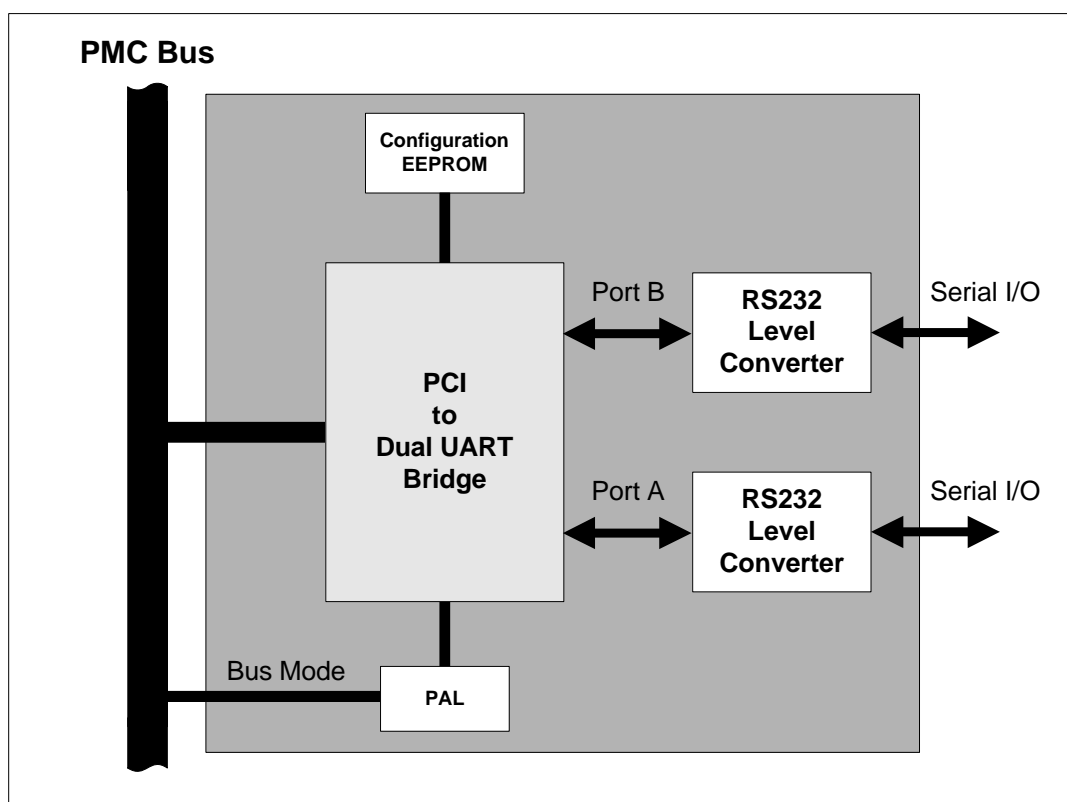 PMC Bus
Configuration
EEPROM
Port B
RS232
Level
Converter
Serial I/O
PCI
to
Dual UART
Bridge
Port A
RS232
Level
Converter
Serial I/O
Bus Mode
PAL